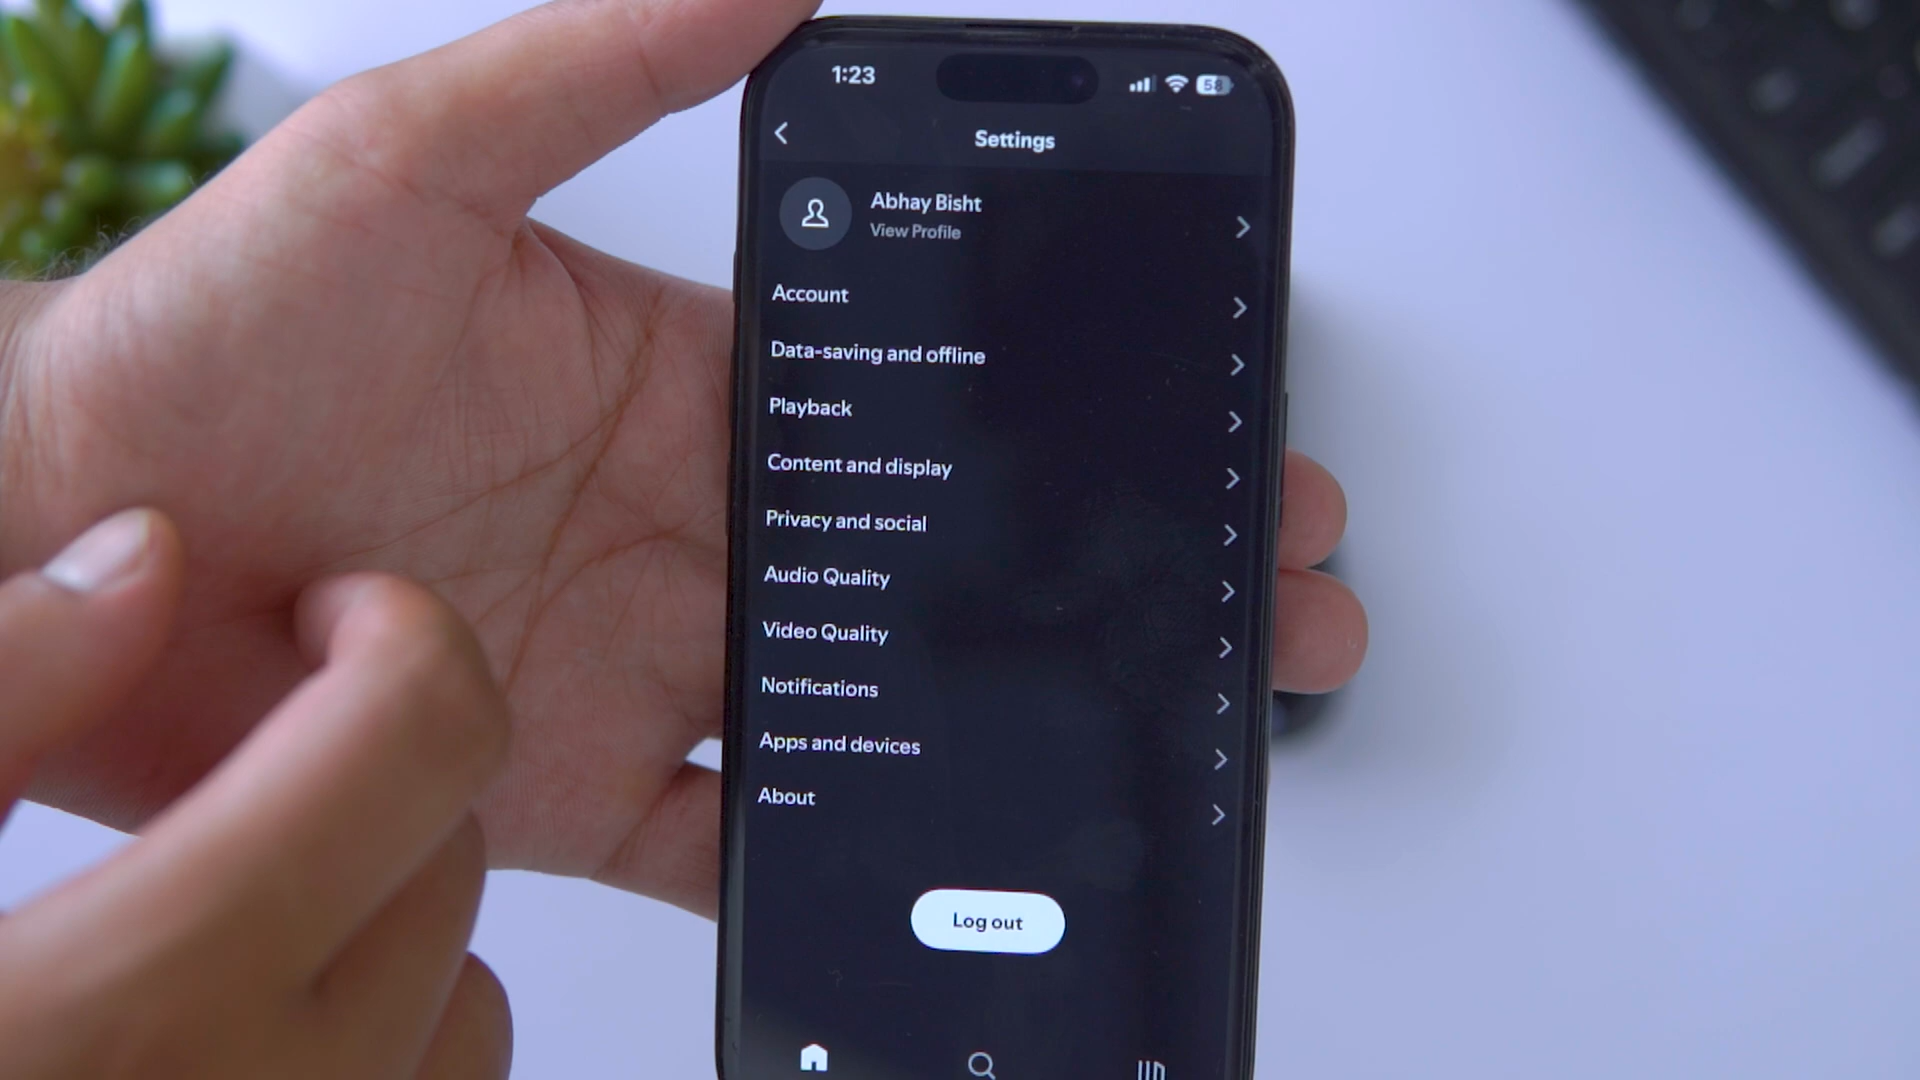 1:23
58
Settings
Abhay Bisht
View Profile
Account
Data-saving and offline
Playback
Content and display
Privacy and social
Audio Quality
Video Quality
Notifications
Apps and devices
About
Log out